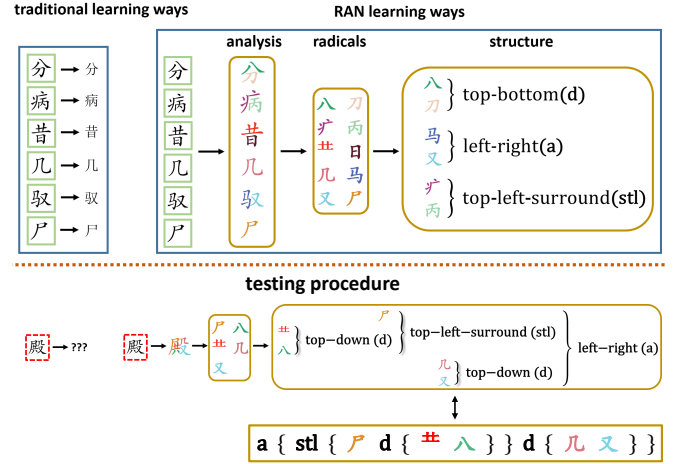 traditional learning ways
RAN learning ways
分 → 分
病 → 病
昔 → 昔
几 → 几
驭 → 驭
尸 → 尸
分
病
昔
几
驭
尸
analysis
分
病
昔
几
驭
尸
radicals
八 刀
疒 丙
龷 日
几 马
又 尸
structure
八
刀 } top-bottom(d)
马
又 } left-right(a)
疒
丙 } top-left-surround(stl)
testing procedure
殿 → ???
殿 → 殿
尸 八
龷 几
又
尸
龷
八 } top−down (d)
} top−left−surround (stl)
几
又 } top−down (d)
} left−right (a)
a { stl { 尸 d { 龷 八 } } d { 几 又 } }